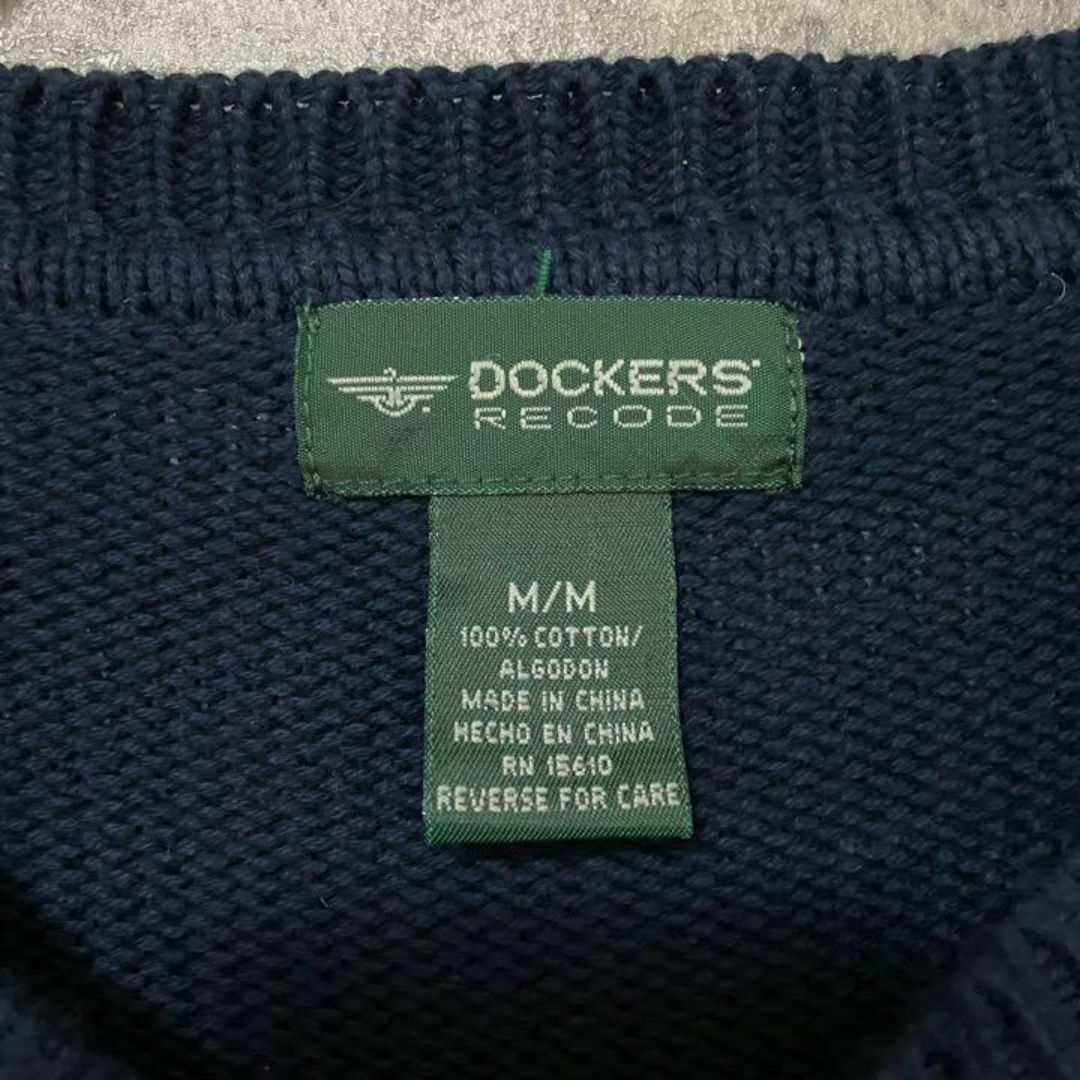 DOCKERS
RECODE
M/M
100% COTTON/
ALGODON
MADE IN CHINA
HECHO EN CHINA
RN 15610
REVERSE FOR CARE